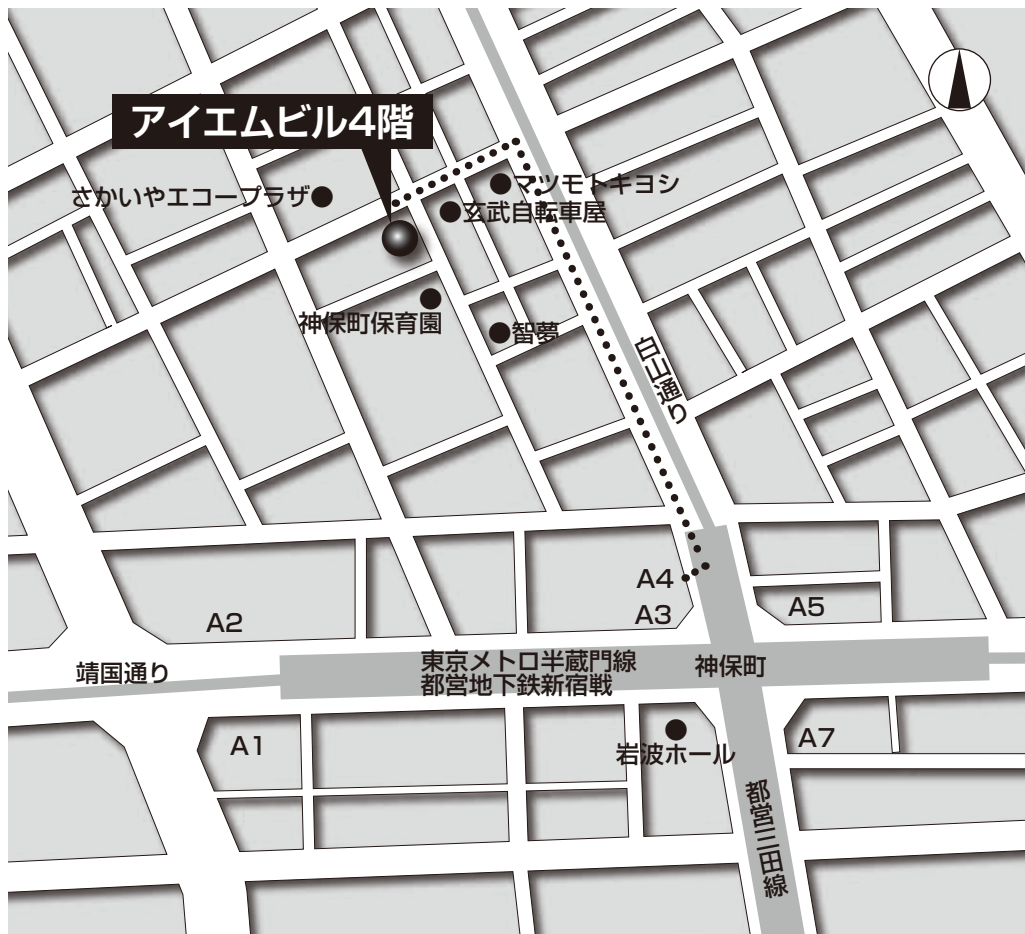 アイエムビル4階
さかいやエコープラザ
マツモトキヨシ
玄武自転車屋
神保町保育園
智夢
白山通り
A4
A3
A5
A2
靖国通り
東京メトロ半蔵門線
都営地下鉄新宿戦
神保町
A1
岩波ホール
A7
都営三田線